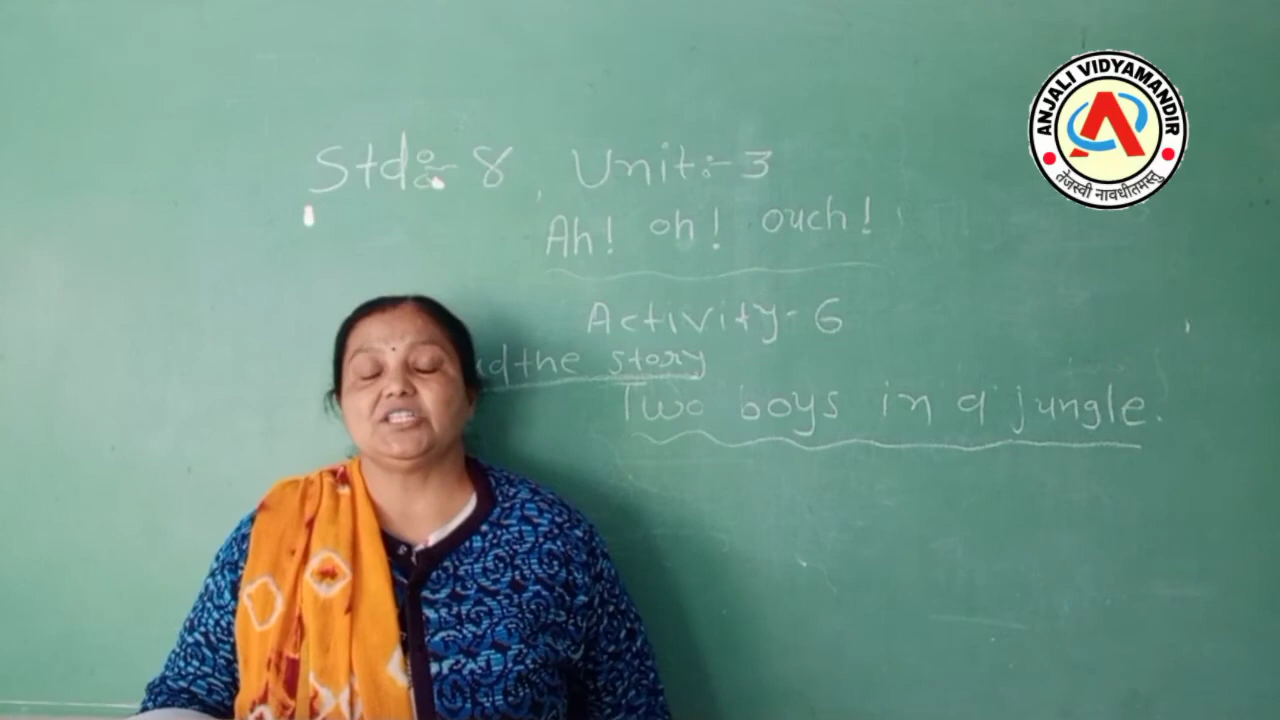 Std:- 8, Unit:- 3
Ah! oh! ouch!
Activity- 6
the story
Two boys in a jungle.
ANJALI VIDYAMANDIR
A
तेजस्वी नावधीतमस्तु